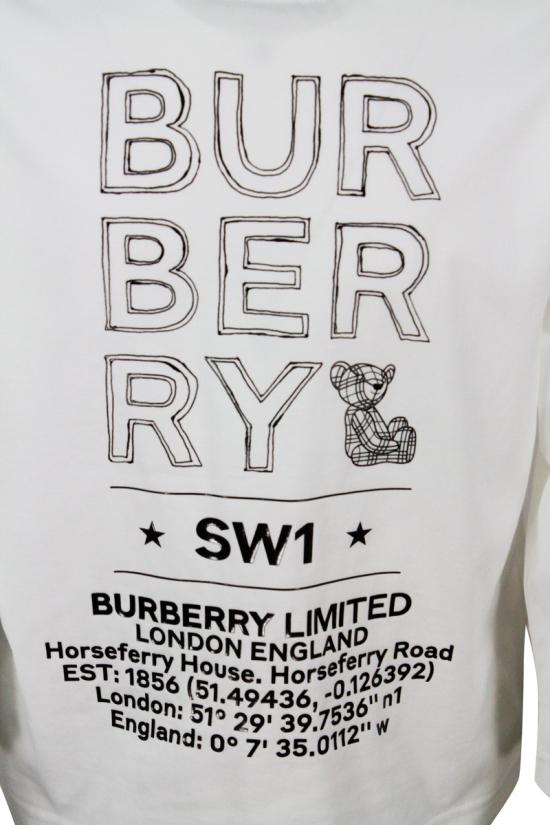 BUR
BER
RY
★ SW1 ★
BURBERRY LIMITED
LONDON ENGLAND
Horseferry House. Horseferry Road
EST: 1856 (51.49436, -0.126392)
London: 51° 29' 39.7536'' n1
England: 0° 7' 35.0112'' w